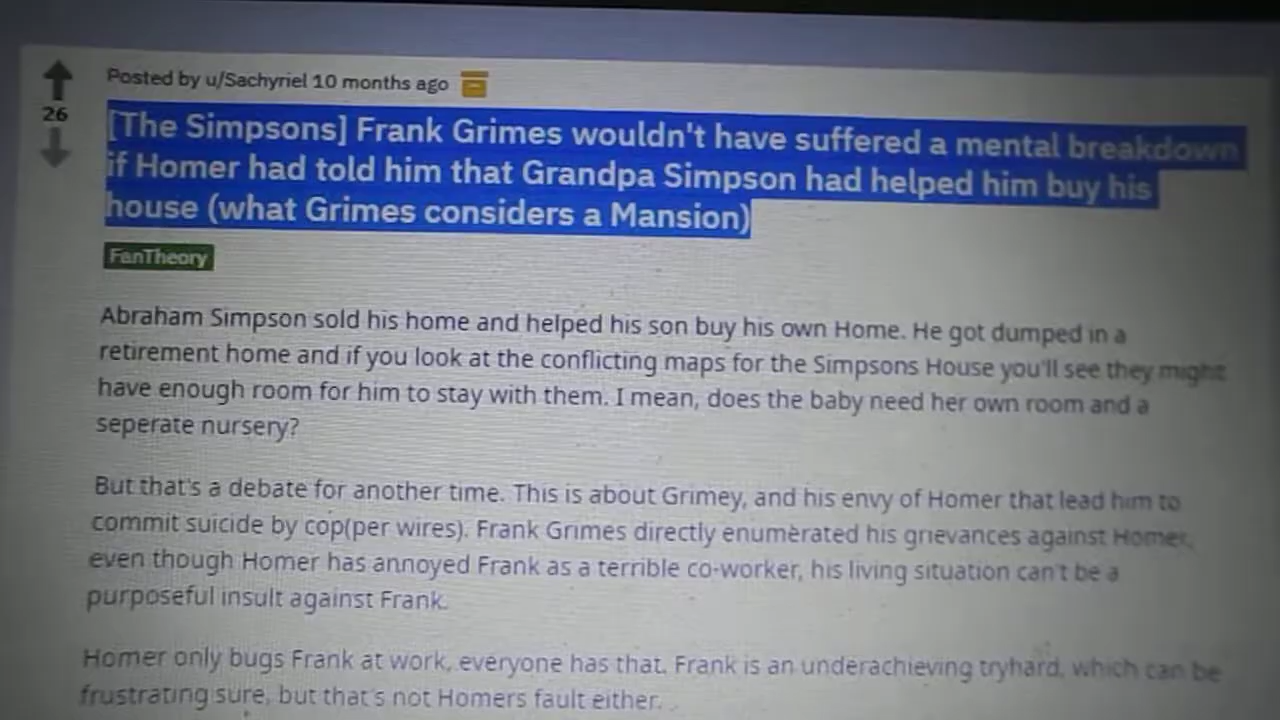 Posted by u/Sachyriel 10 months ago
26
[The Simpsons] Frank Grimes wouldn't have suffered a mental breakdown
if Homer had told him that Grandpa Simpson had helped him buy his
house (what Grimes considers a Mansion)
FanTheory
Abraham Simpson sold his home and helped his son buy his own Home. He got dumped in a
retirement home and if you look at the conflicting maps for the Simpsons House you'll see they might
have enough room for him to stay with them. I mean, does the baby need her own room and a
seperate nursery?
But that's a debate for another time. This is about Grimey, and his envy of Homer that lead him to
commit suicide by cop(per wires). Frank Grimes directly enumerated his grievances against Homer,
even though Homer has annoyed Frank as a terrible co-worker, his living situation can't be a
purposeful insult against Frank.
Homer only bugs Frank at work, everyone has that. Frank is an underachieving tryhard, which can be
frustrating sure, but that's not Homers fault either.